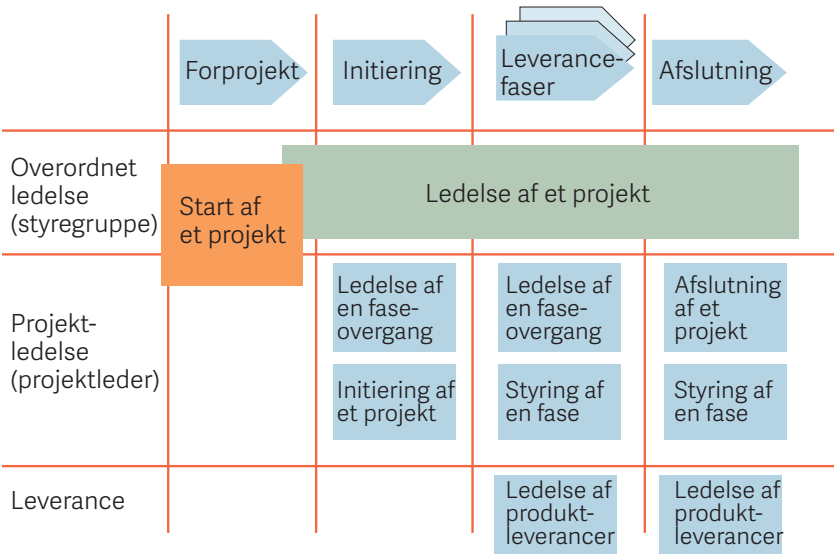 Forprojekt
Initiering
Leverance-
faser
Afslutning
Overordnet
ledelse
(styregruppe)
Start af
et projekt
Ledelse af et projekt
Projekt-
ledelse
(projektleder)
Ledelse af
en fase-
overgang
Ledelse af
en fase-
overgang
Afslutning
af et
projekt
Initiering af
et projekt
Styring af
en fase
Styring af
en fase
Leverance
Ledelse af
produkt-
leverancer
Ledelse af
produkt-
leverancer